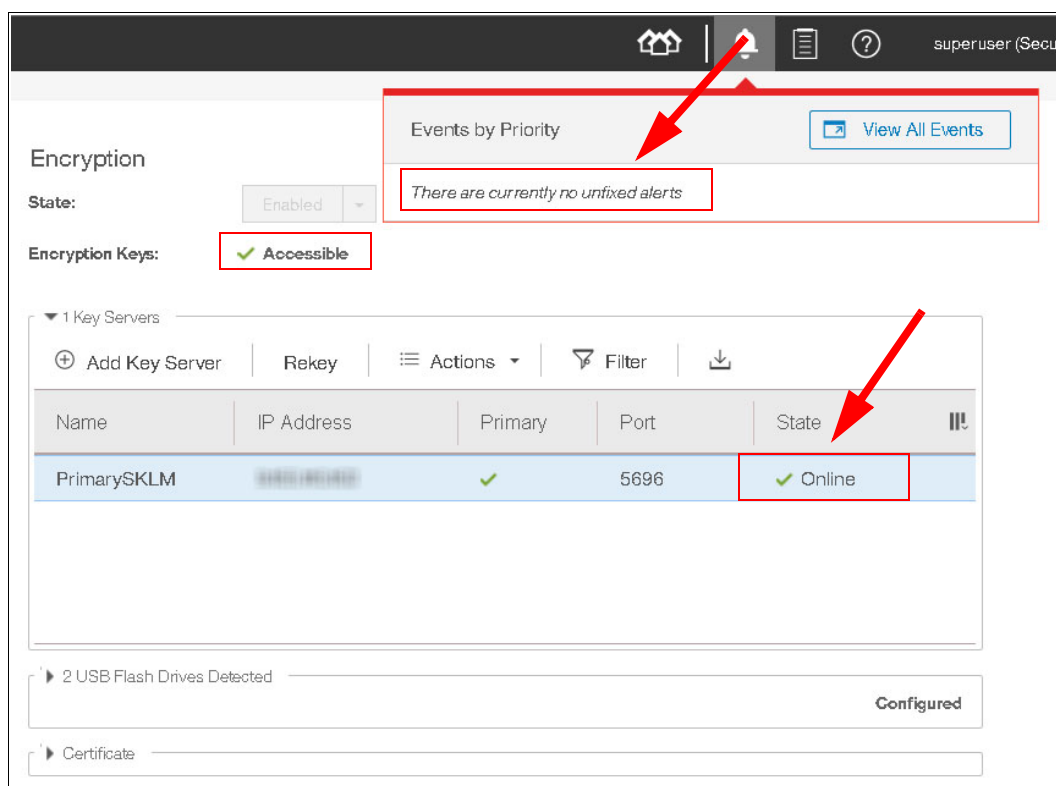 superuser (Secu
Events by Priority
View All Events
There are currently no unfixed alerts
Encryption
State:
Enabled
Encryption Keys:
Accessible
1 Key Servers
Add Key Server
Rekey
Actions
Filter
Name IP Address Primary Port State
PrimarySKLM 5696 Online
2 USB Flash Drives Detected
Configured
Certificate